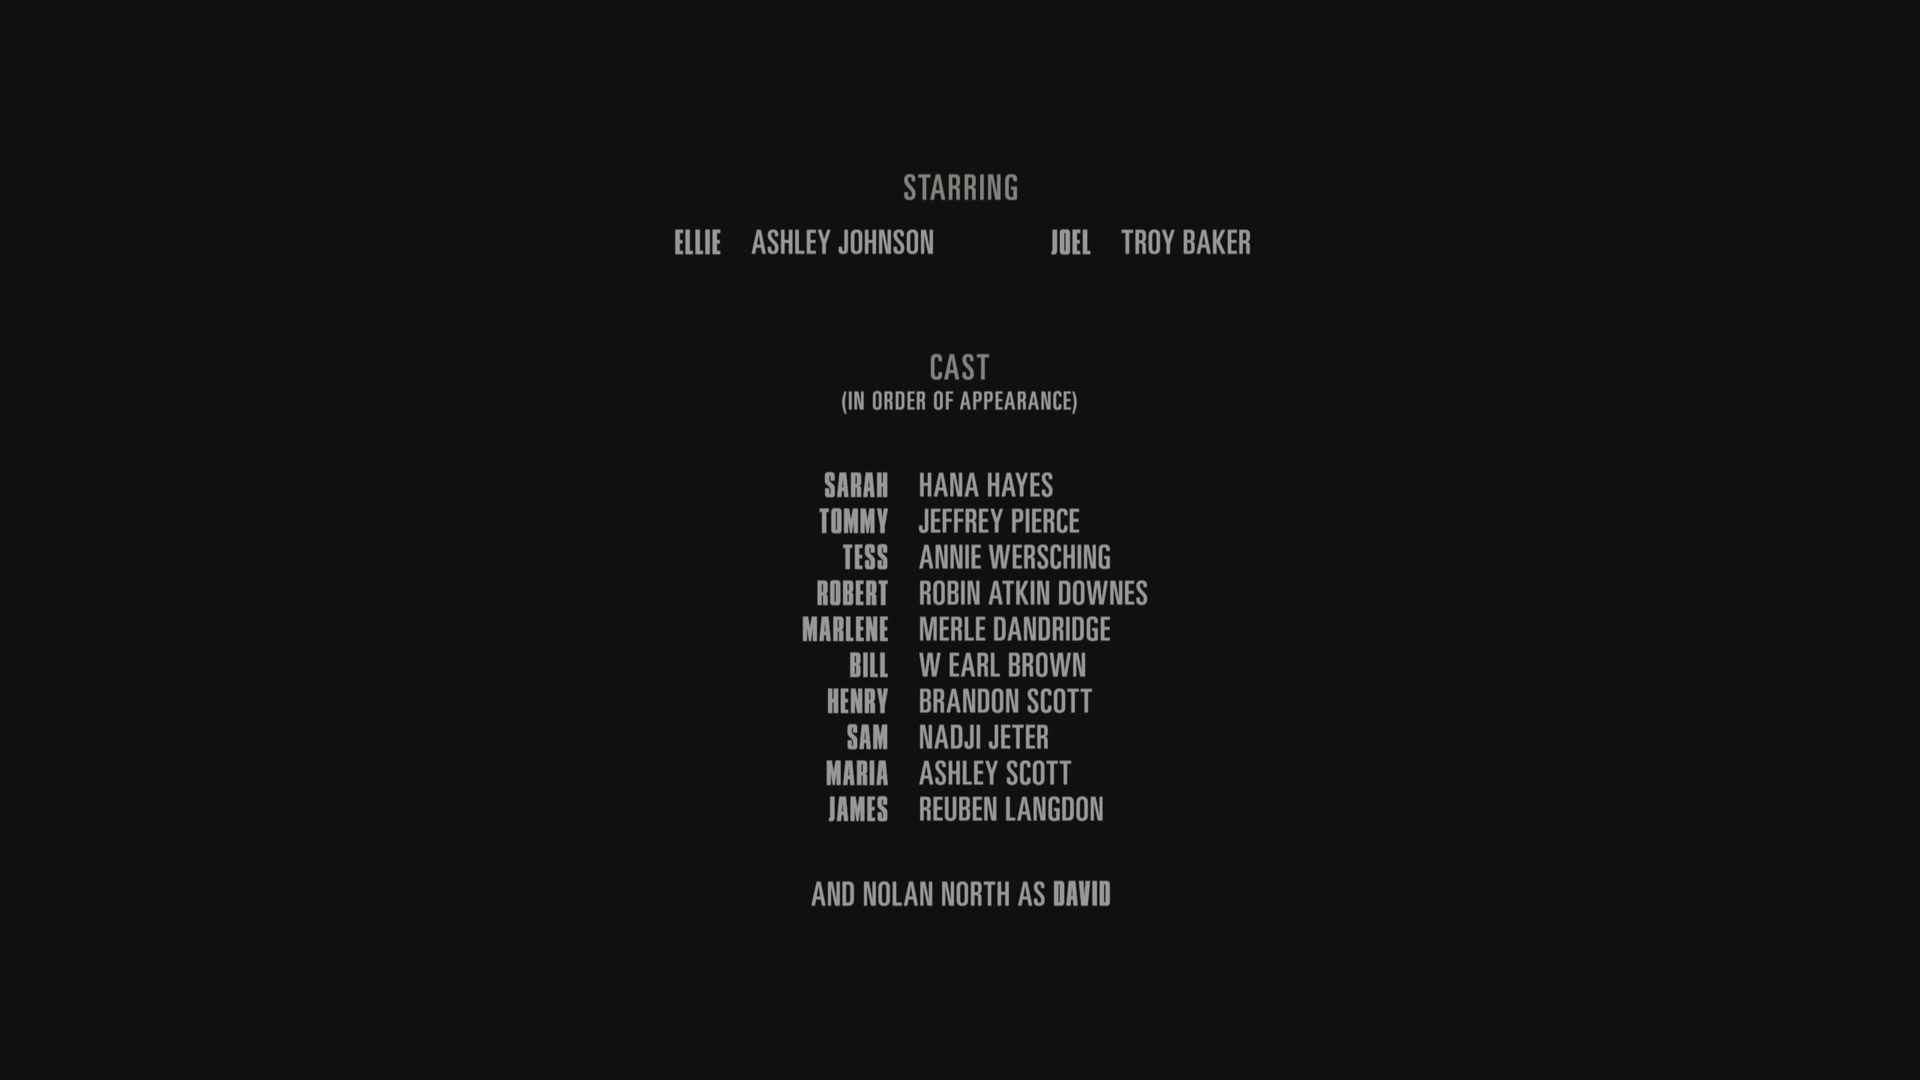 STARRING
ELLIE ASHLEY JOHNSON JOEL TROY BAKER
CAST
(IN ORDER OF APPEARANCE)
SARAH HANA HAYES
TOMMY JEFFREY PIERCE
TESS ANNIE WERSCHING
ROBERT ROBIN ATKIN DOWNES
MARLENE MERLE DANDRIDGE
BILL W EARL BROWN
HENRY BRANDON SCOTT
SAM NADJI JETER
MARIA ASHLEY SCOTT
JAMES REUBEN LANGDON
AND NOLAN NORTH AS DAVID